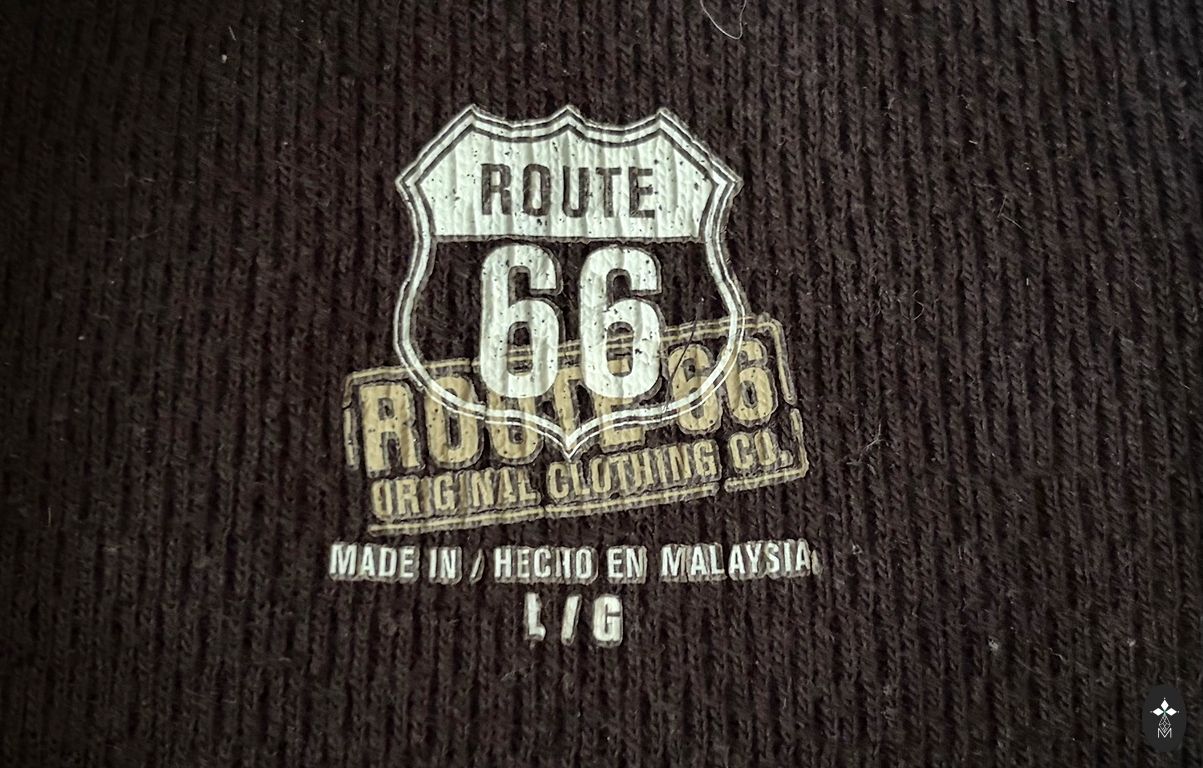 ROUTE
66
ROUTE 66
ORIGINAL CLOTHING CO.
MADE IN / HECHO EN MALAYSIA
L / G
M